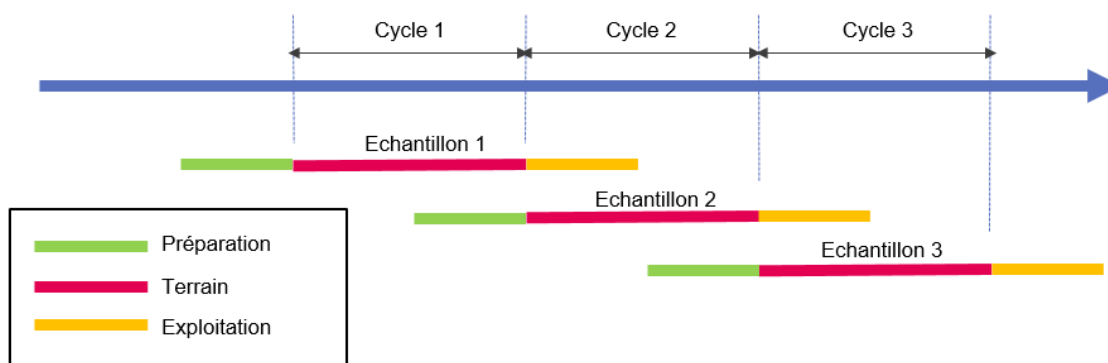 Cycle 1
Cycle 2
Cycle 3
Echantillon 1
Echantillon 2
Echantillon 3
Préparation
Terrain
Exploitation